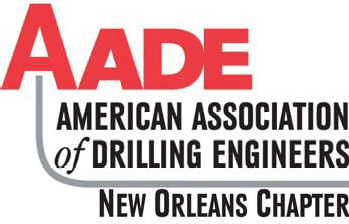 AADE
AMERICAN ASSOCIATION
of DRILLING ENGINEERS
NEW ORLEANS CHAPTER